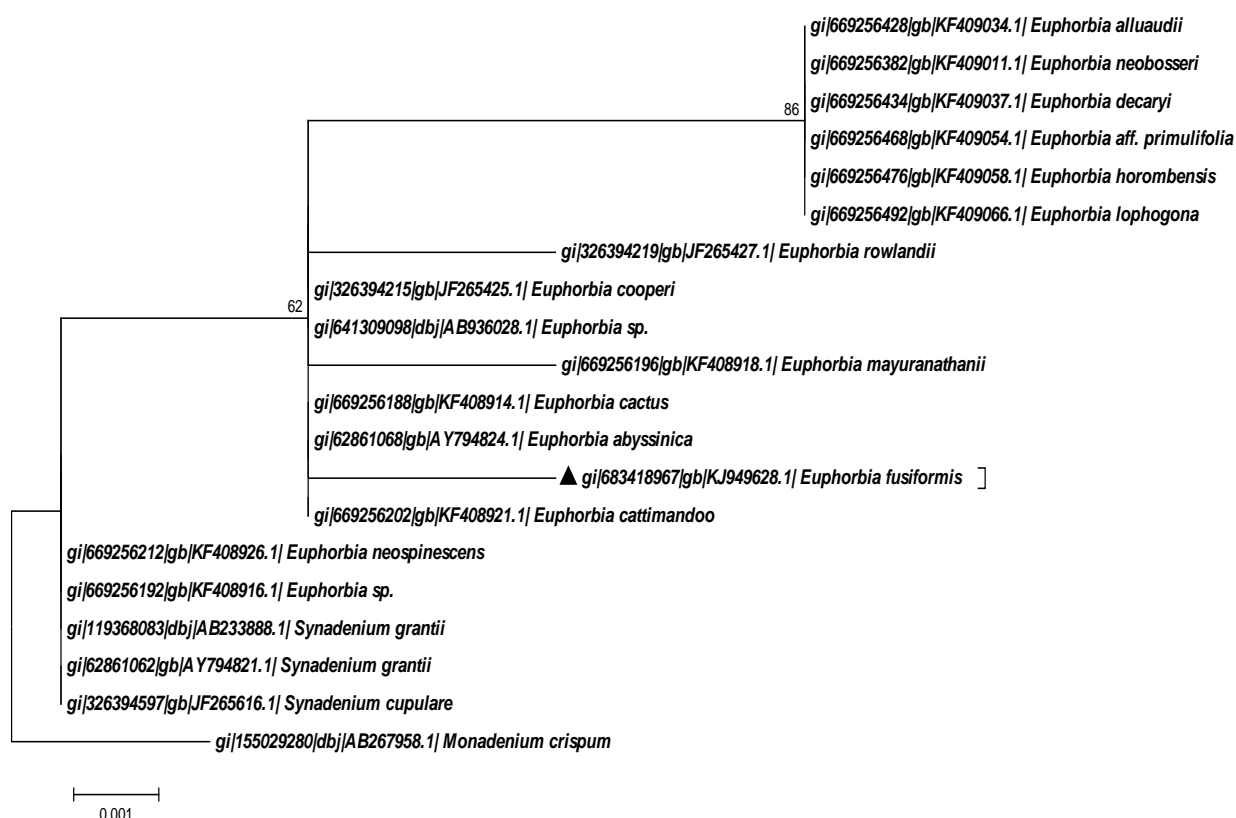 gi|669256428|gb|KF409034.1| Euphorbia alluaudii
gi|669256382|gb|KF409011.1| Euphorbia neobosseri
gi|669256434|gb|KF409037.1| Euphorbia decaryi
86
gi|669256468|gb|KF409054.1| Euphorbia aff. primulifolia
gi|669256476|gb|KF409058.1| Euphorbia horombensis
gi|669256492|gb|KF409066.1| Euphorbia lophogona
gi|326394219|gb|JF265427.1| Euphorbia rowlandii
gi|326394215|gb|JF265425.1| Euphorbia cooperi
62
gi|641309098|dbj|AB936028.1| Euphorbia sp.
gi|669256196|gb|KF408918.1| Euphorbia mayuranathanii
gi|669256188|gb|KF408914.1| Euphorbia cactus
gi|62861068|gb|AY794824.1| Euphorbia abyssinica
gi|683418967|gb|KJ949628.1| Euphorbia fusiformis
gi|669256202|gb|KF408921.1| Euphorbia cattimandoo
gi|669256212|gb|KF408926.1| Euphorbia neospinescens
gi|669256192|gb|KF408916.1| Euphorbia sp.
gi|119368083|dbj|AB233888.1| Synadenium grantii
gi|62861062|gb|AY794821.1| Synadenium grantii
gi|326394597|gb|JF265616.1| Synadenium cupulare
gi|155029280|dbj|AB267958.1| Monadenium crispum
0.001